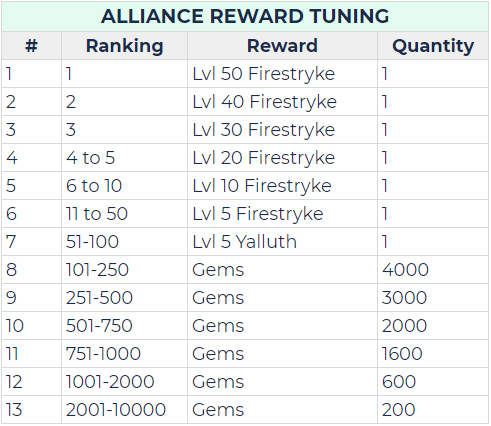 ALLIANCE REWARD TUNING
# Ranking Reward Quantity
1 1 Lvl 50 Firestryke 1
2 2 Lvl 40 Firestryke 1
3 3 Lvl 30 Firestryke 1
4 4 to 5 Lvl 20 Firestryke 1
5 6 to 10 Lvl 10 Firestryke 1
6 11 to 50 Lvl 5 Firestryke 1
7 51-100 Lvl 5 Yalluth 1
8 101-250 Gems 4000
9 251-500 Gems 3000
10 501-750 Gems 2000
11 751-1000 Gems 1600
12 1001-2000 Gems 600
13 2001-10000 Gems 200